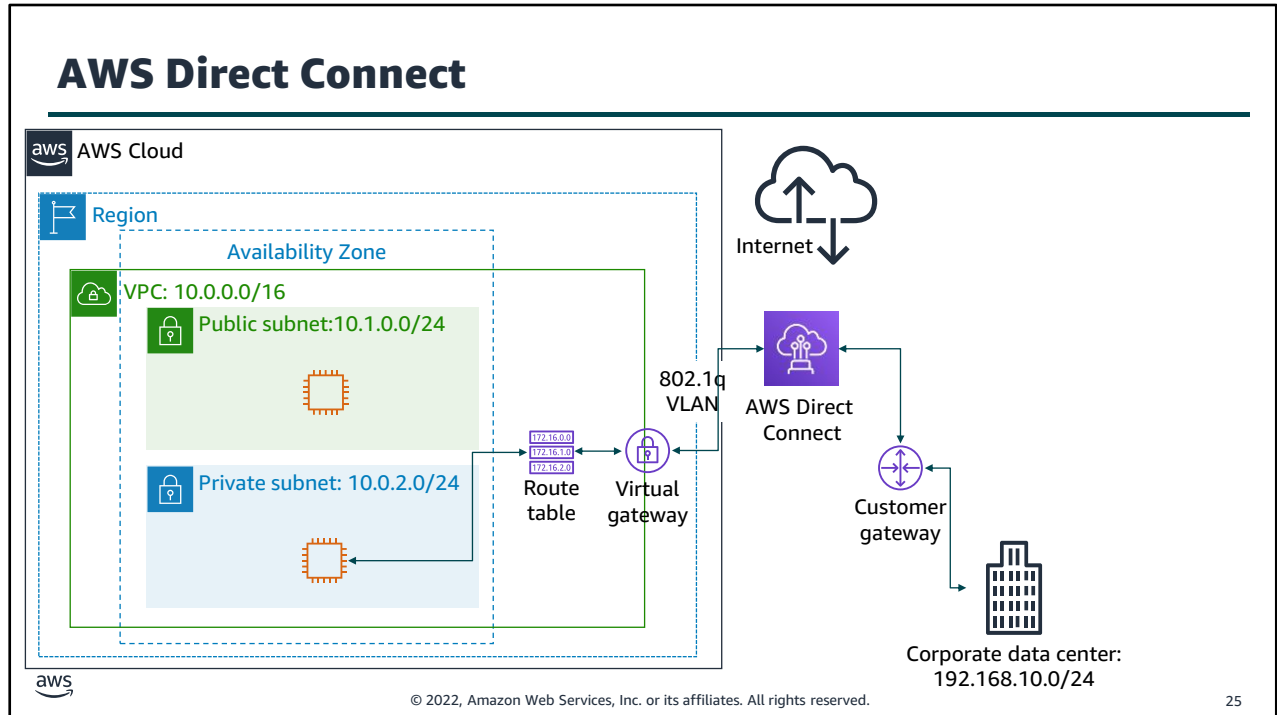 AWS Direct Connect
aws
AWS Cloud
Region
Availability Zone
VPC: 10.0.0.0/16
Public subnet:10.1.0.0/24
Private subnet: 10.0.2.0/24
172.16.0.0
172.16.1.0
172.16.2.0
Route
table
Virtual
gateway
802.1q
VLAN
Internet
AWS Direct
Connect
Customer
gateway
Corporate data center:
192.168.10.0/24
aws
© 2022, Amazon Web Services, Inc. or its affiliates. All rights reserved.
25